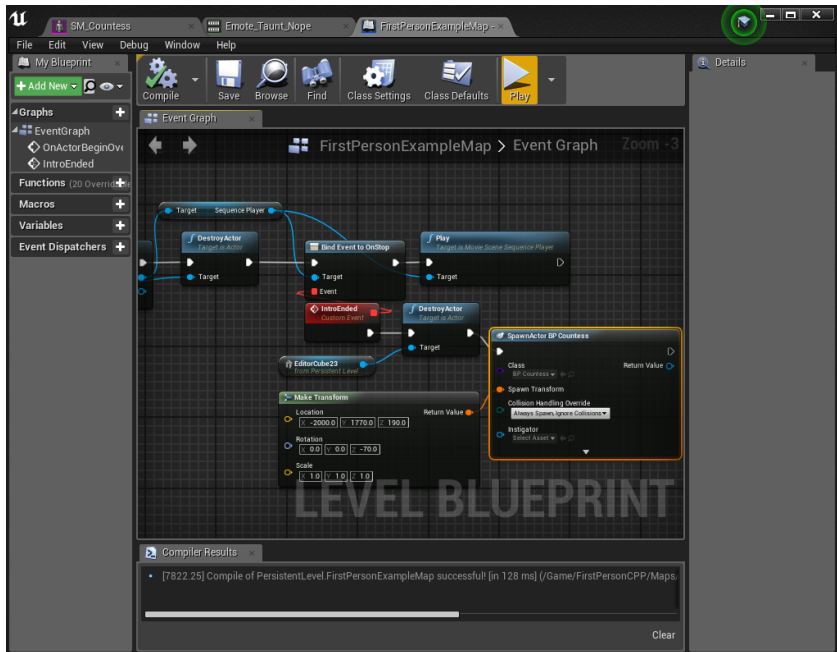 SM_Countess
Emote_Taunt_Nope
FirstPersonExampleMap
File Edit View Debug Window Help
My Blueprint
Details
+ Add New
Compile Save Browse Find Class Settings Class Defaults Play
Graphs
Event Graph
EventGraph
OnActorBeginOve
IntroEnded
FirstPersonExampleMap > Event Graph
Zoom -3
Functions (20 Overridable
Macros
Variables
Event Dispatchers
Target Sequence Player
DestroyActor
Target is Actor
Target
Bind Event to OnStop
Target
Event
Play
Target is Movie Scene Sequence Player
Target
IntroEnded
Custom Event
DestroyActor
Target is Actor
Target
EditorCube23
from Persistent Level
SpawnActor BP Countess
Class
BP Countess
Return Value
Spawn Transform
Collision Handling Override
Always Spawn, Ignore Collisions
Instigator
Select Asset
Make Transform
Location
Return Value
X -2000.0 Y 1770.0 Z 190.0
Rotation
X 0.0 Y 0.0 Z -70.0
Scale
X 1.0 Y 1.0 Z 1.0
LEVEL BLUEPRINT
Compiler Results
[7822.25] Compile of PersistentLevel.FirstPersonExampleMap successful! [in 128 ms] (/Game/FirstPersonCPP/Maps/
Clear